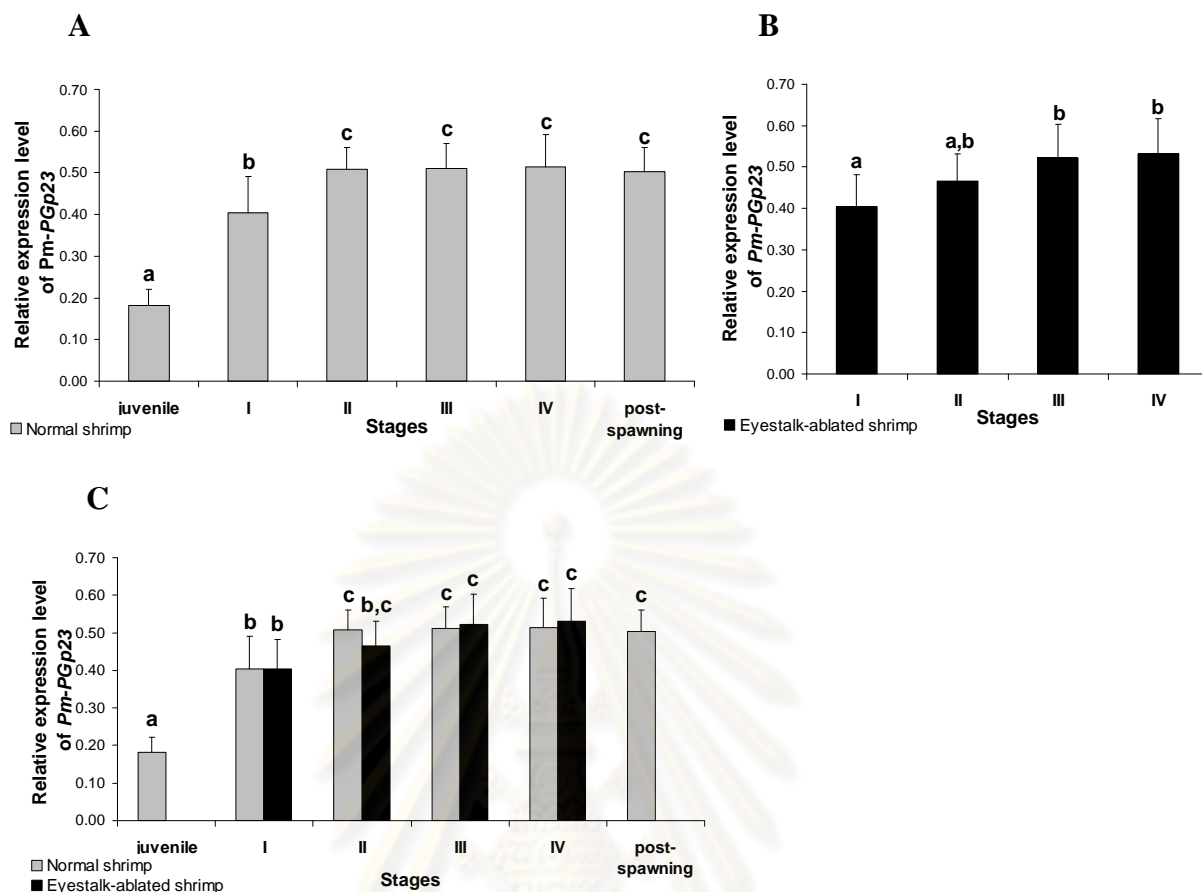 A
Relative expression level
of Pm-PGp23
0.70
0.60
0.50
0.40
0.30
0.20
0.10
0.00
a
b
c
c
c
c
juvenile
I
II
III
IV
post-
spawning
Stages
Normal shrimp
B
Relative expression level
of Pm-PGp23
0.70
0.60
0.50
0.40
0.30
0.20
0.10
0.00
a
a,b
b
b
I
II
III
IV
Stages
Eyestalk-ablated shrimp
C
Relative expression level
of Pm-PGp23
0.70
0.60
0.50
0.40
0.30
0.20
0.10
0.00
a
b
b
c
b,c
c
c
c
c
c
juvenile
I
II
III
IV
post-
spawning
Stages
Normal shrimp
Eyestalk-ablated shrimp